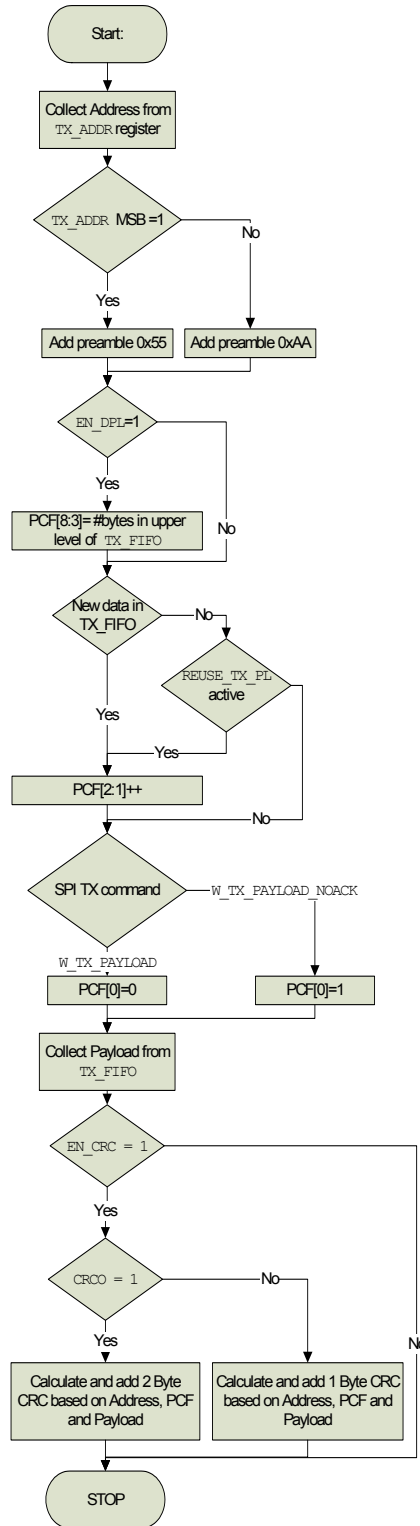 Start:
Collect Address from
TX_ADDR register
TX_ADDR MSB =1
No
Yes
Add preamble 0x55
Add preamble 0xAA
EN_DPL=1
Yes
No
PCF[8:3]= #bytes in upper
level of TX_FIFO
New data in
TX_FIFO
No
REUSE_TX_PL
active
Yes
Yes
PCF[2:1]++
No
SPI TX command
W_TX_PAYLOAD_NOACK
W_TX_PAYLOAD
PCF[0]=0
PCF[0]=1
Collect Payload from
TX_FIFO
EN_CRC = 1
Yes
CRCO = 1
No
Yes
No
Calculate and add 2 Byte
CRC based on Address, PCF
and Payload
Calculate and add 1 Byte CRC
based on Address, PCF and
Payload
STOP